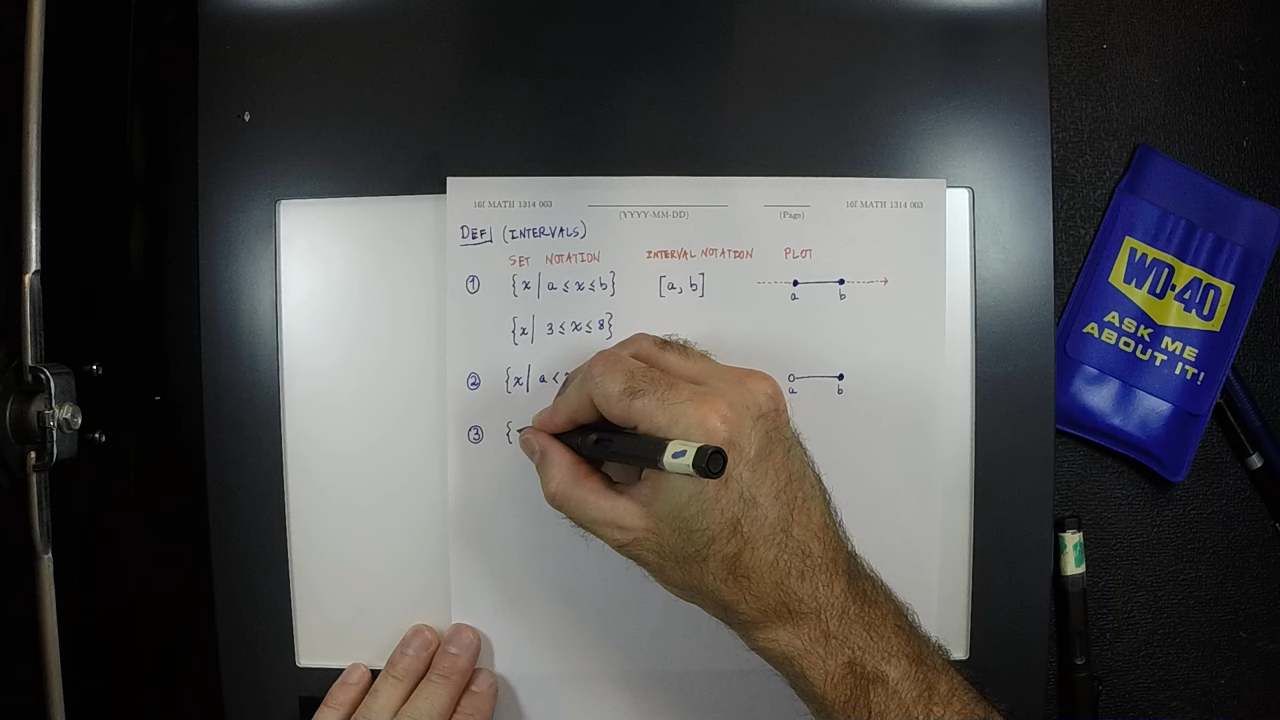 16f MATH 1314 003 (YYYY-MM-DD) (Page) 16f MATH 1314 003
DEF| (INTERVALS)
SET NOTATION INTERVAL NOTATION PLOT
① {x | a ≤ x ≤ b} [a, b] a b
{x | 3 ≤ x ≤ 8}
② {x | a < a b
③ {
WD-40
ASK ME
ABOUT IT!